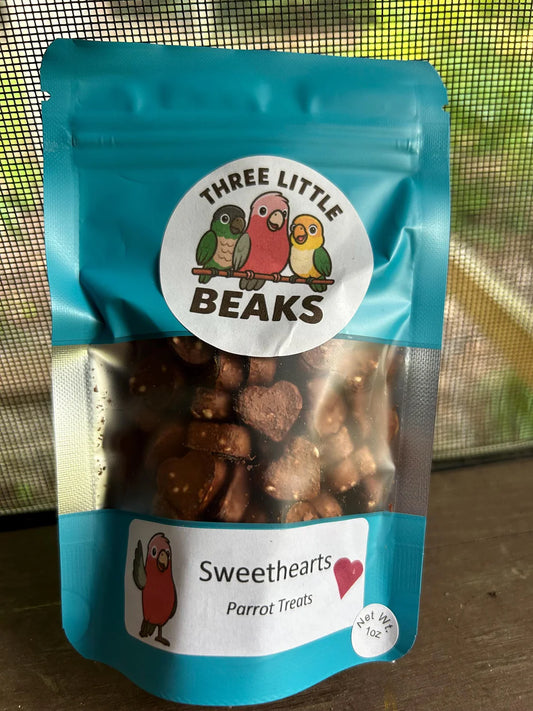 THREE LITTLE
BEAKS
Sweethearts
Parrot Treats
Net Wt.
1oz